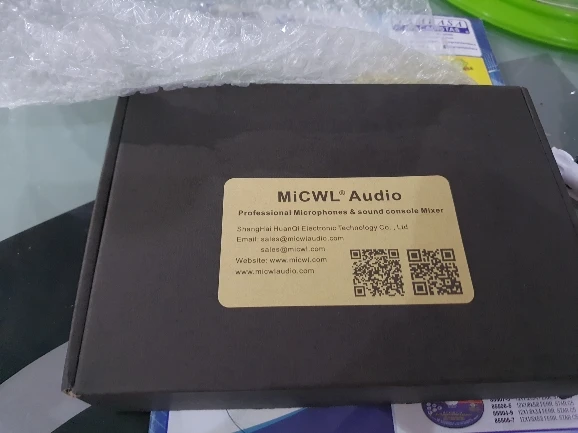 MiCWL® Audio
Professional Microphones & sound console Mixer
ShangHai HuanQi Electronic Technology Co. , Ltd
Email: sales@micwlaudio.com
sales@micwl.com
Website: www.micwl.com
www.micwlaudio.com